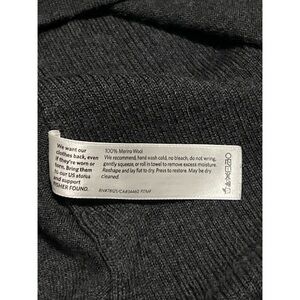 We want our
clothes back, even
if they're worn or
torn. Bring them
to our US stores
and support
FISHER FOUND.
100% Merino Wool
We recommend, hand wash cold, no bleach, do not wring,
gently squeeze, or roll in towel to remove excess moisture.
Reshape and lay flat to dry. Press to restore. May be dry
cleaned.